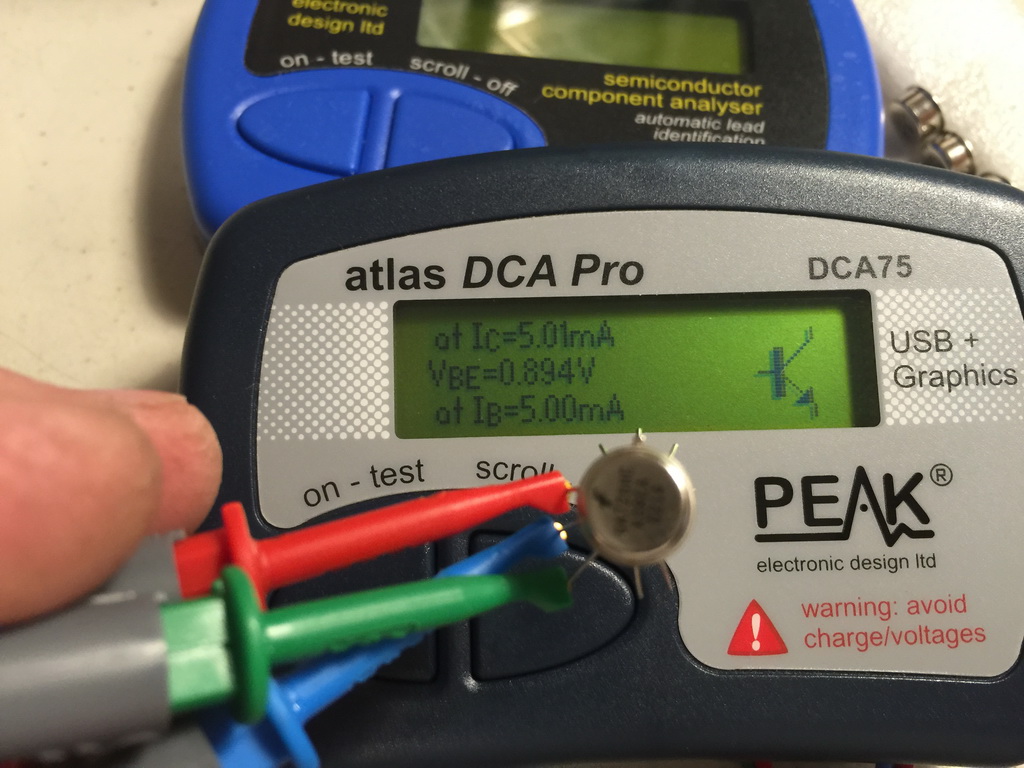 electronic
design ltd
on - test
scroll - off
semiconductor
component analyser
automatic lead
identification
atlas DCA Pro
DCA75
at IC=5.01mA
VBE=0.894V
at IB=5.00mA
USB +
Graphics
on - test
scroll
PEAK®
electronic design ltd
warning: avoid
charge/voltages